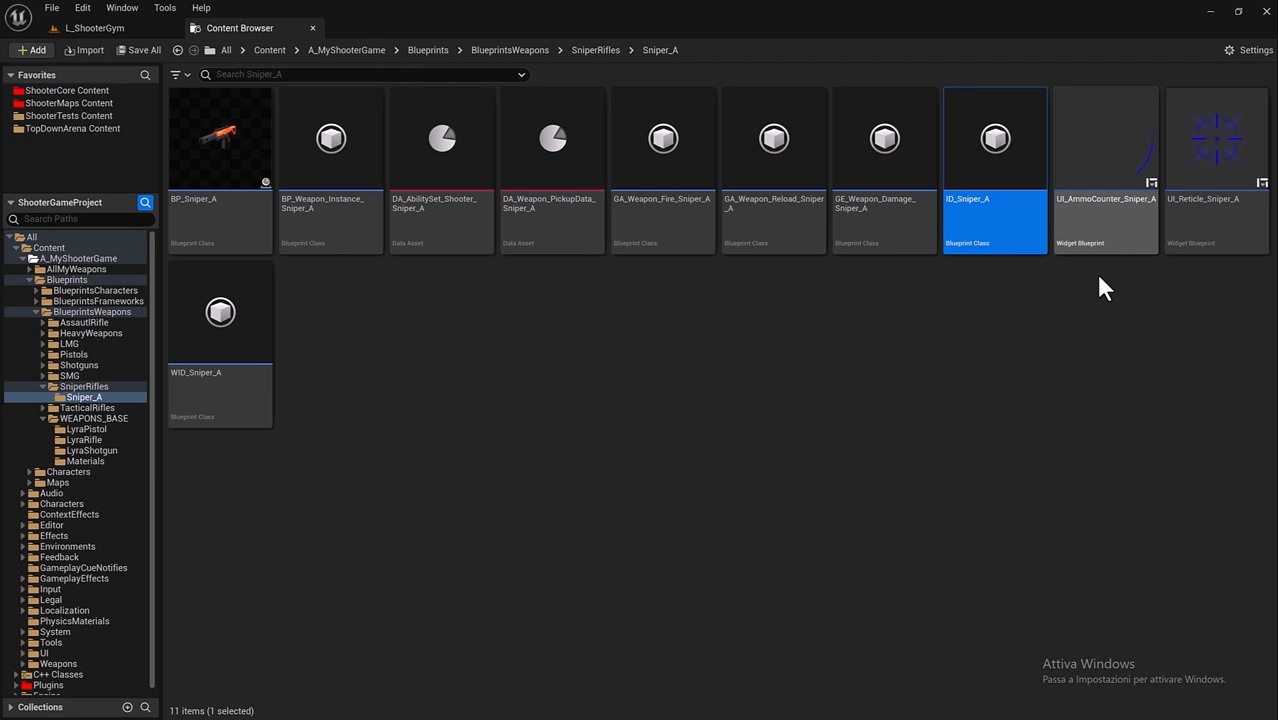 File Edit Window Tools Help
L_ShooterGym
Content Browser
Add Import Save All All Content A_MyShooterGame Blueprints BlueprintsWeapons SniperRifles Sniper_A Settings
Favorites
Search Sniper_A
ShooterCore Content
ShooterMaps Content
ShooterTests Content
TopDownArena Content
ShooterGameProject
Search Paths
All
Content
A_MyShooterGame
AllMyWeapons
Blueprints
BlueprintsCharacters
BlueprintsFrameworks
BlueprintsWeapons
AssautlRifle
HeavyWeapons
LMG
Pistols
Shotguns
SMG
SniperRifles
Sniper_A
TacticalRifles
WEAPONS_BASE
LyraPistol
LyraRifle
LyraShotgun
Materials
Characters
Maps
Audio
Characters
ContextEffects
Editor
Effects
Environments
Feedback
GameplayCueNotifies
GameplayEffects
Input
Legal
Localization
PhysicsMaterials
System
Tools
UI
Weapons
C++ Classes
Plugins
Collections
BP_Sniper_A
Blueprint Class
BP_Weapon_Instance_
Sniper_A
Blueprint Class
DA_AbilitySet_Shooter_
Sniper_A
Data Asset
DA_Weapon_PickupData_
Sniper_A
Data Asset
GA_Weapon_Fire_Sniper_A
Blueprint Class
GA_Weapon_Reload_Sniper
_A
Blueprint Class
GE_Weapon_Damage_
Sniper_A
Blueprint Class
ID_Sniper_A
Blueprint Class
UI_AmmoCounter_Sniper_A
Widget Blueprint
UI_Reticle_Sniper_A
Widget Blueprint
WID_Sniper_A
Blueprint Class
Attiva Windows
Passa a Impostazioni per attivare Windows.
11 items (1 selected)